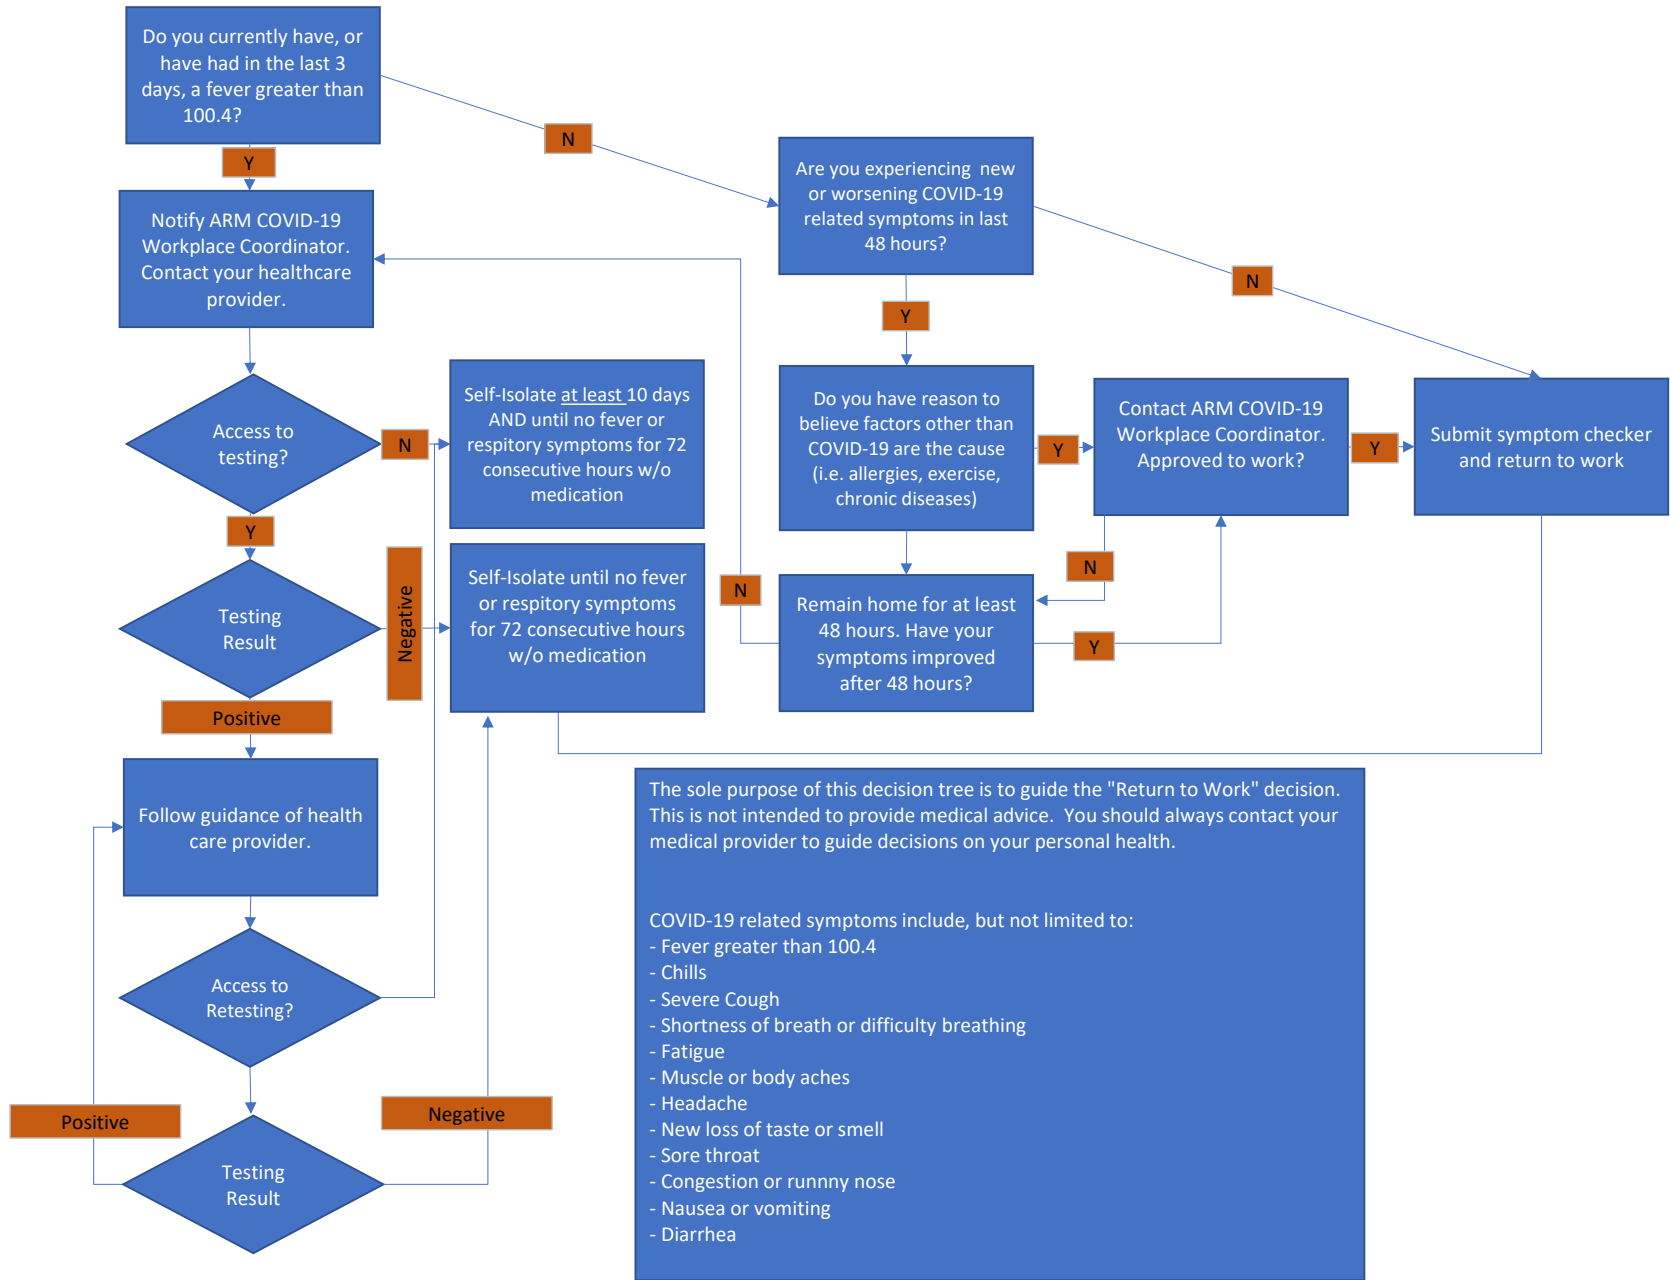 Do you currently have, or
have had in the last 3
days, a fever greater than
100.4?
N
Y
Are you experiencing  new
or worsening COVID-19
related symptoms in last
48 hours?
Notify ARM COVID-19
Workplace Coordinator.
Contact your healthcare
provider.
N
Y
Access to
testing?
N
Self-Isolate at least 10 days
AND until no fever or
respitory symptoms for 72
consecutive hours w/o
medication
Do you have reason to
believe factors other than
COVID-19 are the cause
(i.e. allergies, exercise,
chronic diseases)
Y
Contact ARM COVID-19
Workplace Coordinator.
Approved to work?
Y
Submit symptom checker
and return to work
Y
Testing
Result
Negative
Self-Isolate until no fever
or respitory symptoms
for 72 consecutive hours
w/o medication
N
N
Remain home for at least
48 hours. Have your
symptoms improved
after 48 hours?
Y
Positive
Follow guidance of health
care provider.
Access to
Retesting?
Positive
Negative
Testing
Result
The sole purpose of this decision tree is to guide the "Return to Work" decision.
This is not intended to provide medical advice.  You should always contact your
medical provider to guide decisions on your personal health.
COVID-19 related symptoms include, but not limited to:
- Fever greater than 100.4
- Chills
- Severe Cough
- Shortness of breath or difficulty breathing
- Fatigue
- Muscle or body aches
- Headache
- New loss of taste or smell
- Sore throat
- Congestion or runnny nose
- Nausea or vomiting
- Diarrhea